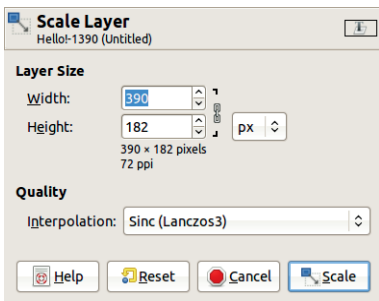 Scale Layer
Hello!-1390 (Untitled)
Layer Size
Width: 390
Height: 182 px
390 × 182 pixels
72 ppi
Quality
Interpolation: Sinc (Lanczos3)
Help Reset Cancel Scale